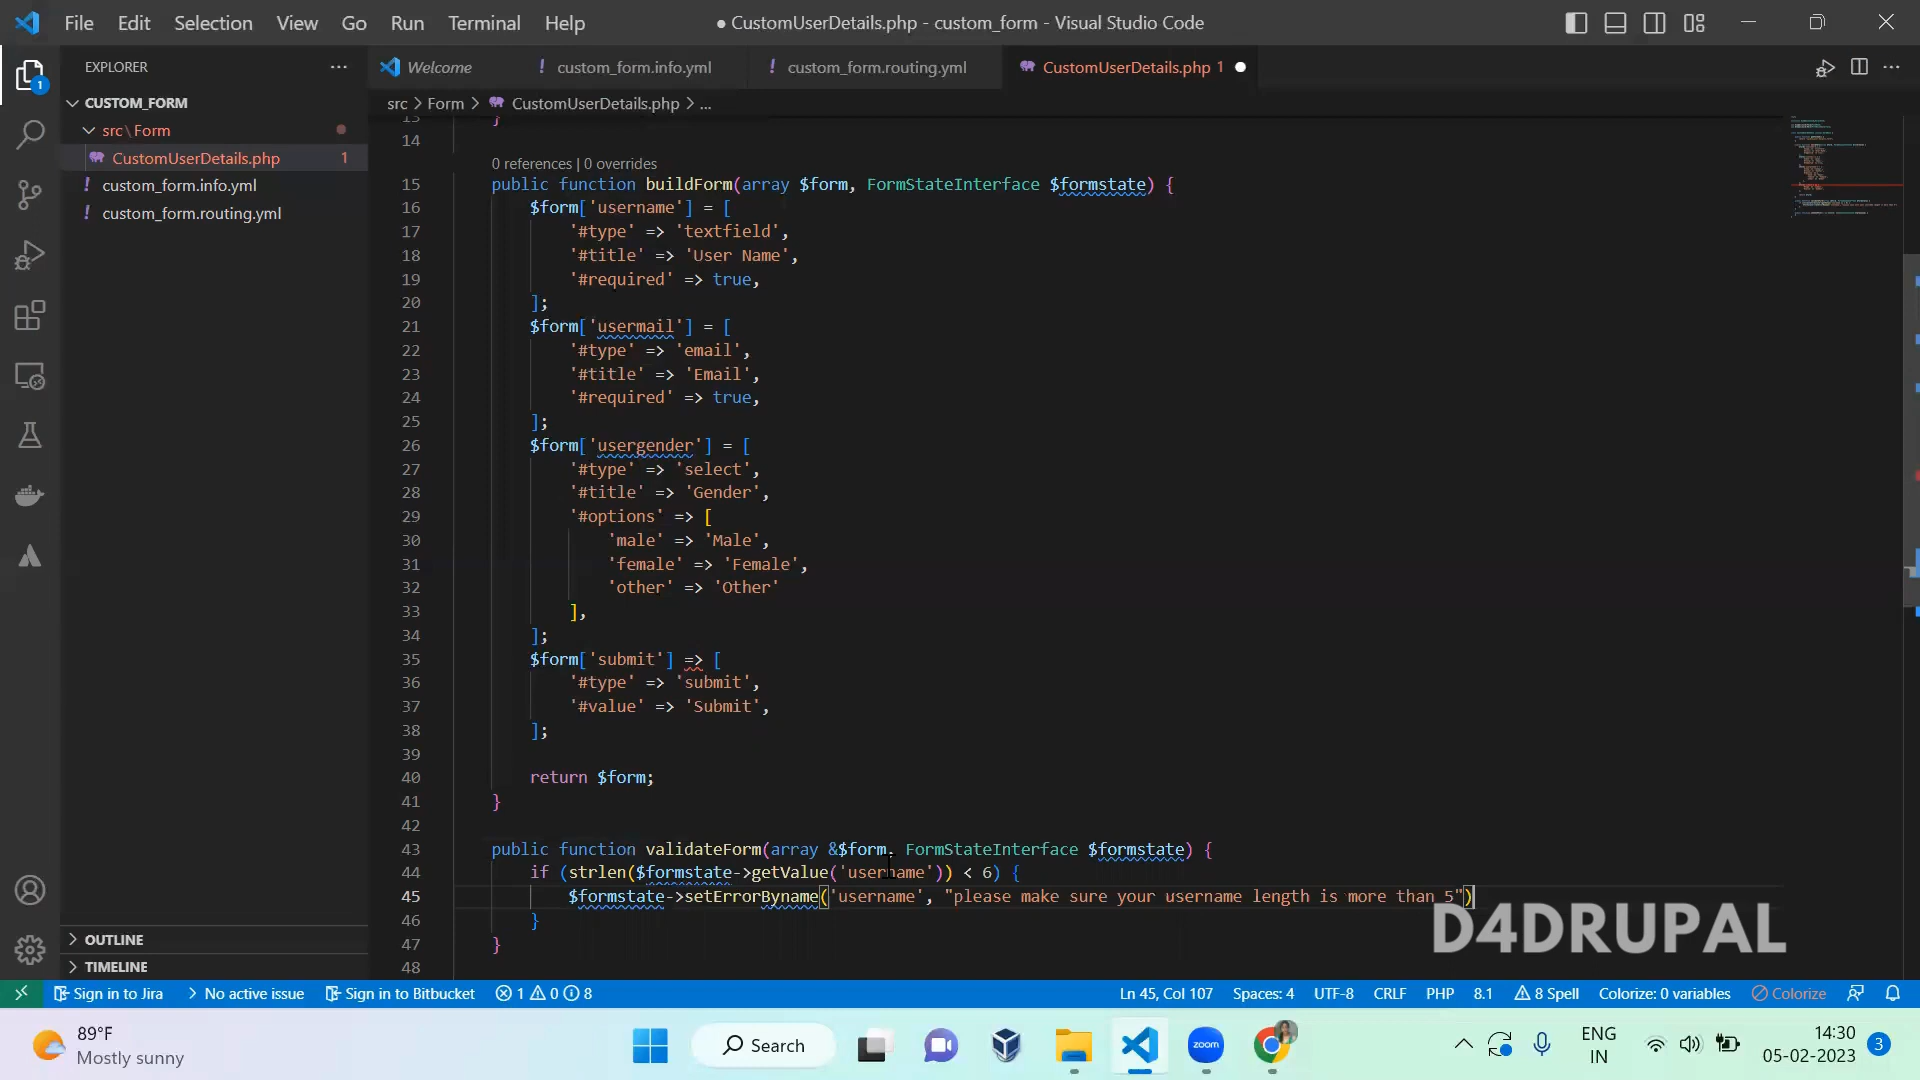 File Edit Selection View Go Run Terminal Help
● CustomUserDetails.php - custom_form - Visual Studio Code
EXPLORER
CUSTOM_FORM
src\Form
CustomUserDetails.php 1
custom_form.info.yml
custom_form.routing.yml
OUTLINE
TIMELINE
Welcome
! custom_form.info.yml
! custom_form.routing.yml
CustomUserDetails.php 1 ●
src > Form > CustomUserDetails.php > ...
13 }
14
0 references | 0 overrides
15 public function buildForm(array $form, FormStateInterface $formstate) {
16 $form['username'] = [
17 '#type' => 'textfield',
18 '#title' => 'User Name',
19 '#required' => true,
20 ];
21 $form['usermail'] = [
22 '#type' => 'email',
23 '#title' => 'Email',
24 '#required' => true,
25 ];
26 $form['usergender'] = [
27 '#type' => 'select',
28 '#title' => 'Gender',
29 '#options' => [
30 'male' => 'Male',
31 'female' => 'Female',
32 'other' => 'Other'
33 ],
34 ];
35 $form['submit'] => [
36 '#type' => 'submit',
37 '#value' => 'Submit',
38 ];
39
40 return $form;
41 }
42
43 public function validateForm(array &$form, FormStateInterface $formstate) {
44 if (strlen($formstate->getValue('username')) < 6) {
45 $formstate->setErrorByname('username', "please make sure your username length is more than 5")
46 }
47 }
48
D4DRUPAL
Sign in to Jira > No active issue Sign in to Bitbucket 1 0 8
Ln 45, Col 107 Spaces: 4 UTF-8 CRLF PHP 8.1 8 Spell Colorize: 0 variables Colorize
89°F
Mostly sunny
Search
zoom
ENG
IN
14:30
05-02-2023
3